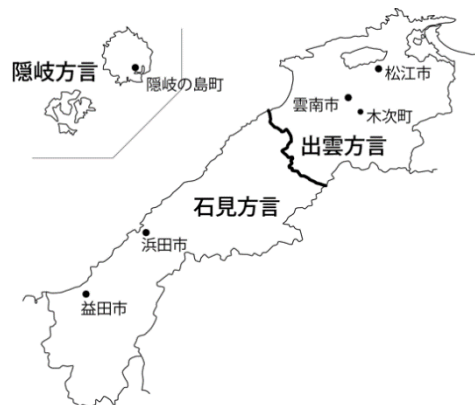 隠岐方言
隠岐の島町
松江市
雲南市
木次町
出雲方言
石見方言
浜田市
益田市